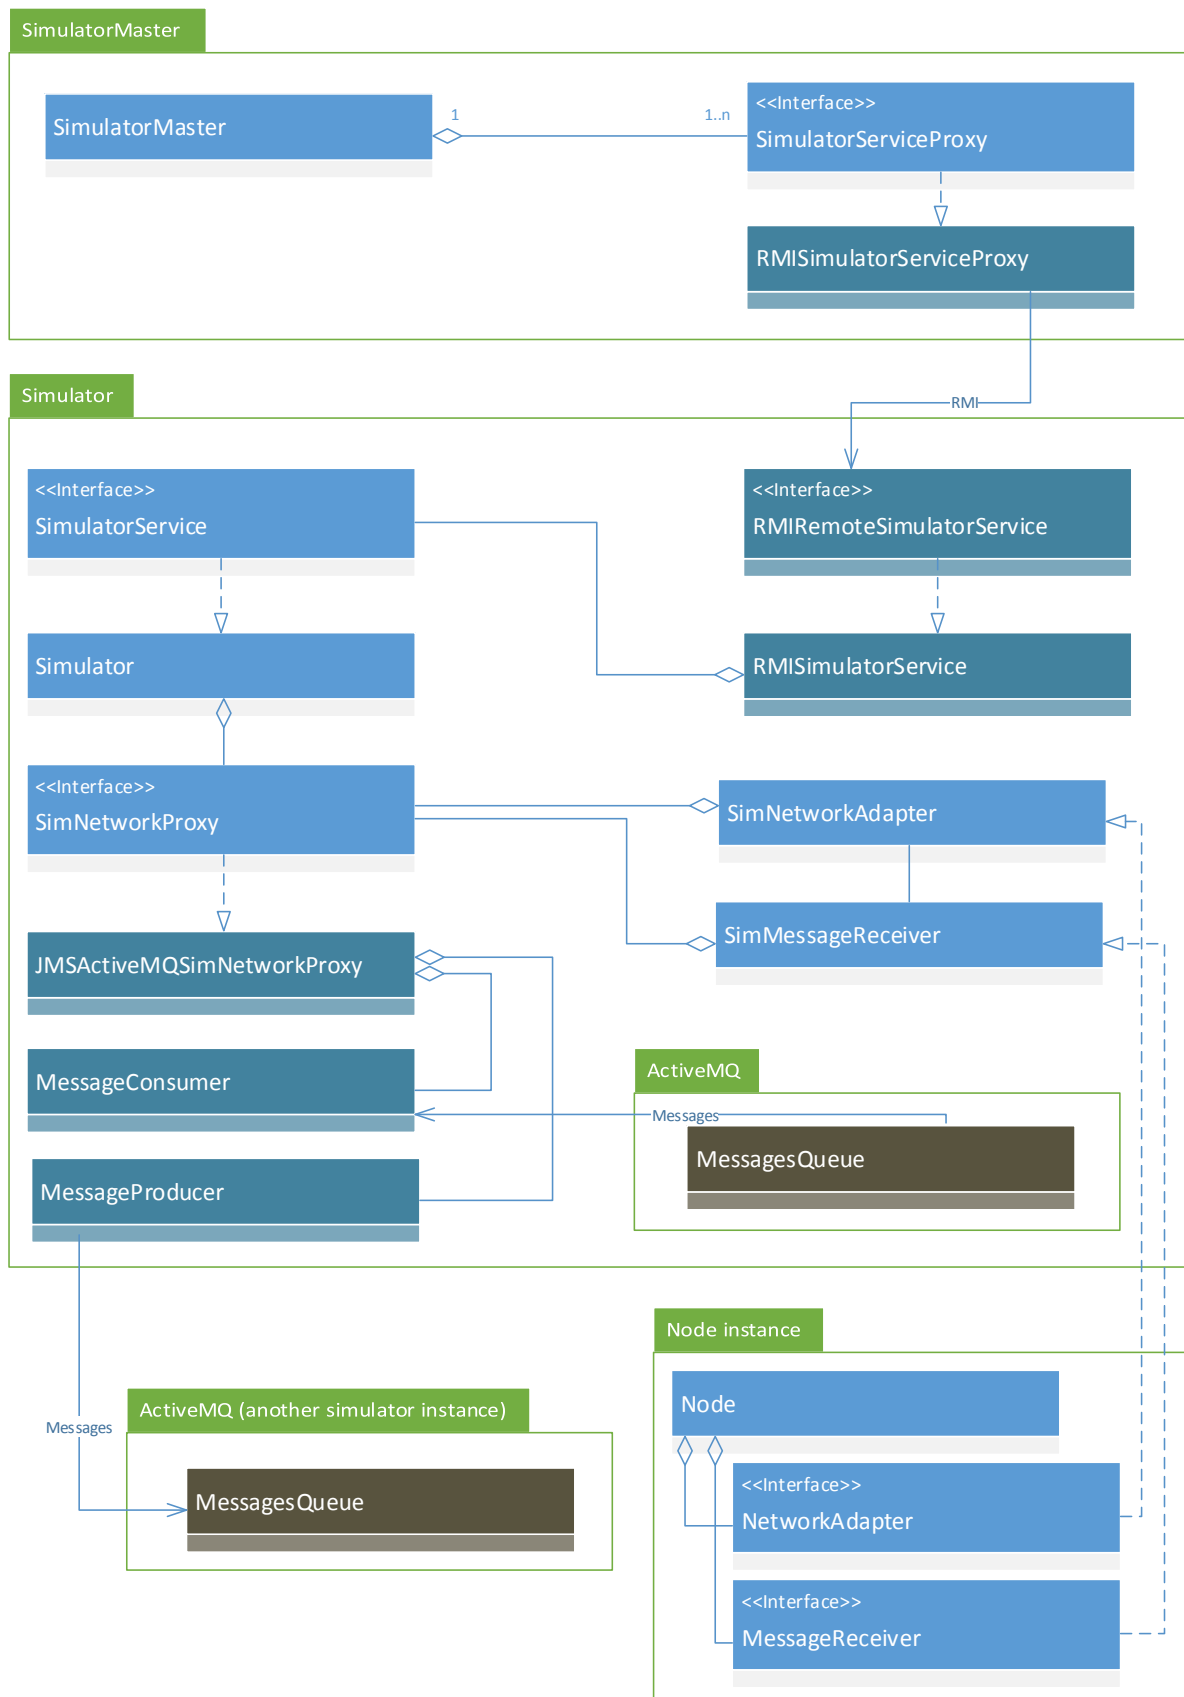 SimulatorMaster
SimulatorMaster
1
1..n
<<Interface>>
SimulatorServiceProxy
RMISimulatorServiceProxy
RMI
Simulator
<<Interface>>
SimulatorService
<<Interface>>
RMIRemoteSimulatorService
Simulator
RMISimulatorService
<<Interface>>
SimNetworkProxy
SimNetworkAdapter
SimMessageReceiver
JMSActiveMQSimNetworkProxy
MessageConsumer
ActiveMQ
Messages
MessagesQueue
MessageProducer
Messages
ActiveMQ (another simulator instance)
MessagesQueue
Node instance
Node
<<Interface>>
NetworkAdapter
<<Interface>>
MessageReceiver